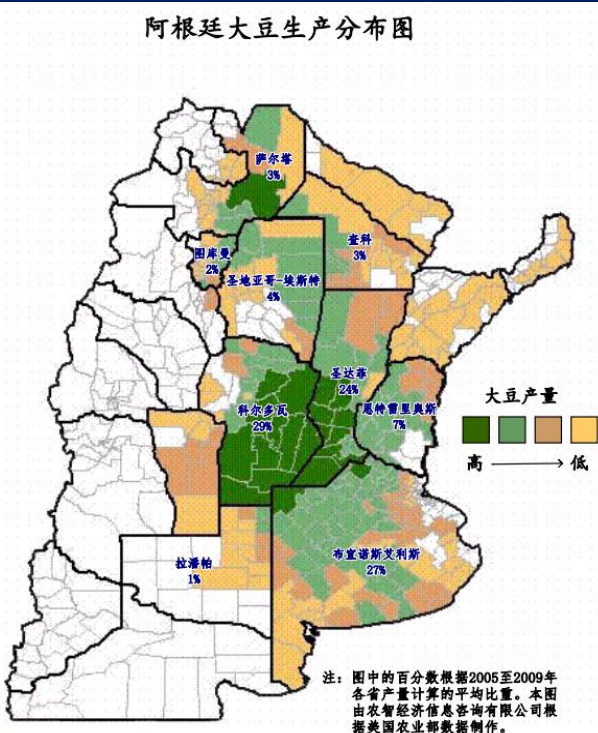 阿根廷大豆生产分布图
萨尔塔
3%
查科
3%
图库曼
2%
圣地亚哥-埃斯特
4%
圣达菲
24%
科尔多瓦
29%
恩特雷里奥斯
7%
大豆产量
高 → 低
拉潘帕
1%
布宜诺斯艾利斯
27%
注：图中的百分数根据2005至2009年
各省产量计算的平均比重。本图
由农智经济信息咨询有限公司根
据美国农业部数据制作。